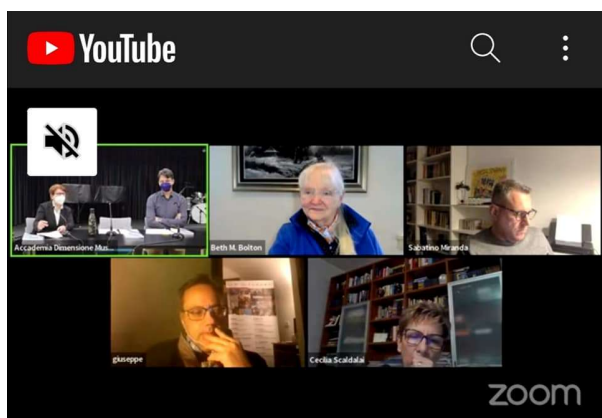 YouTube
Accademia Dimensione Mus...
Beth M. Bolton
Sabatino Miranda
giuseppe
Cecilia Scaldalai
zoom